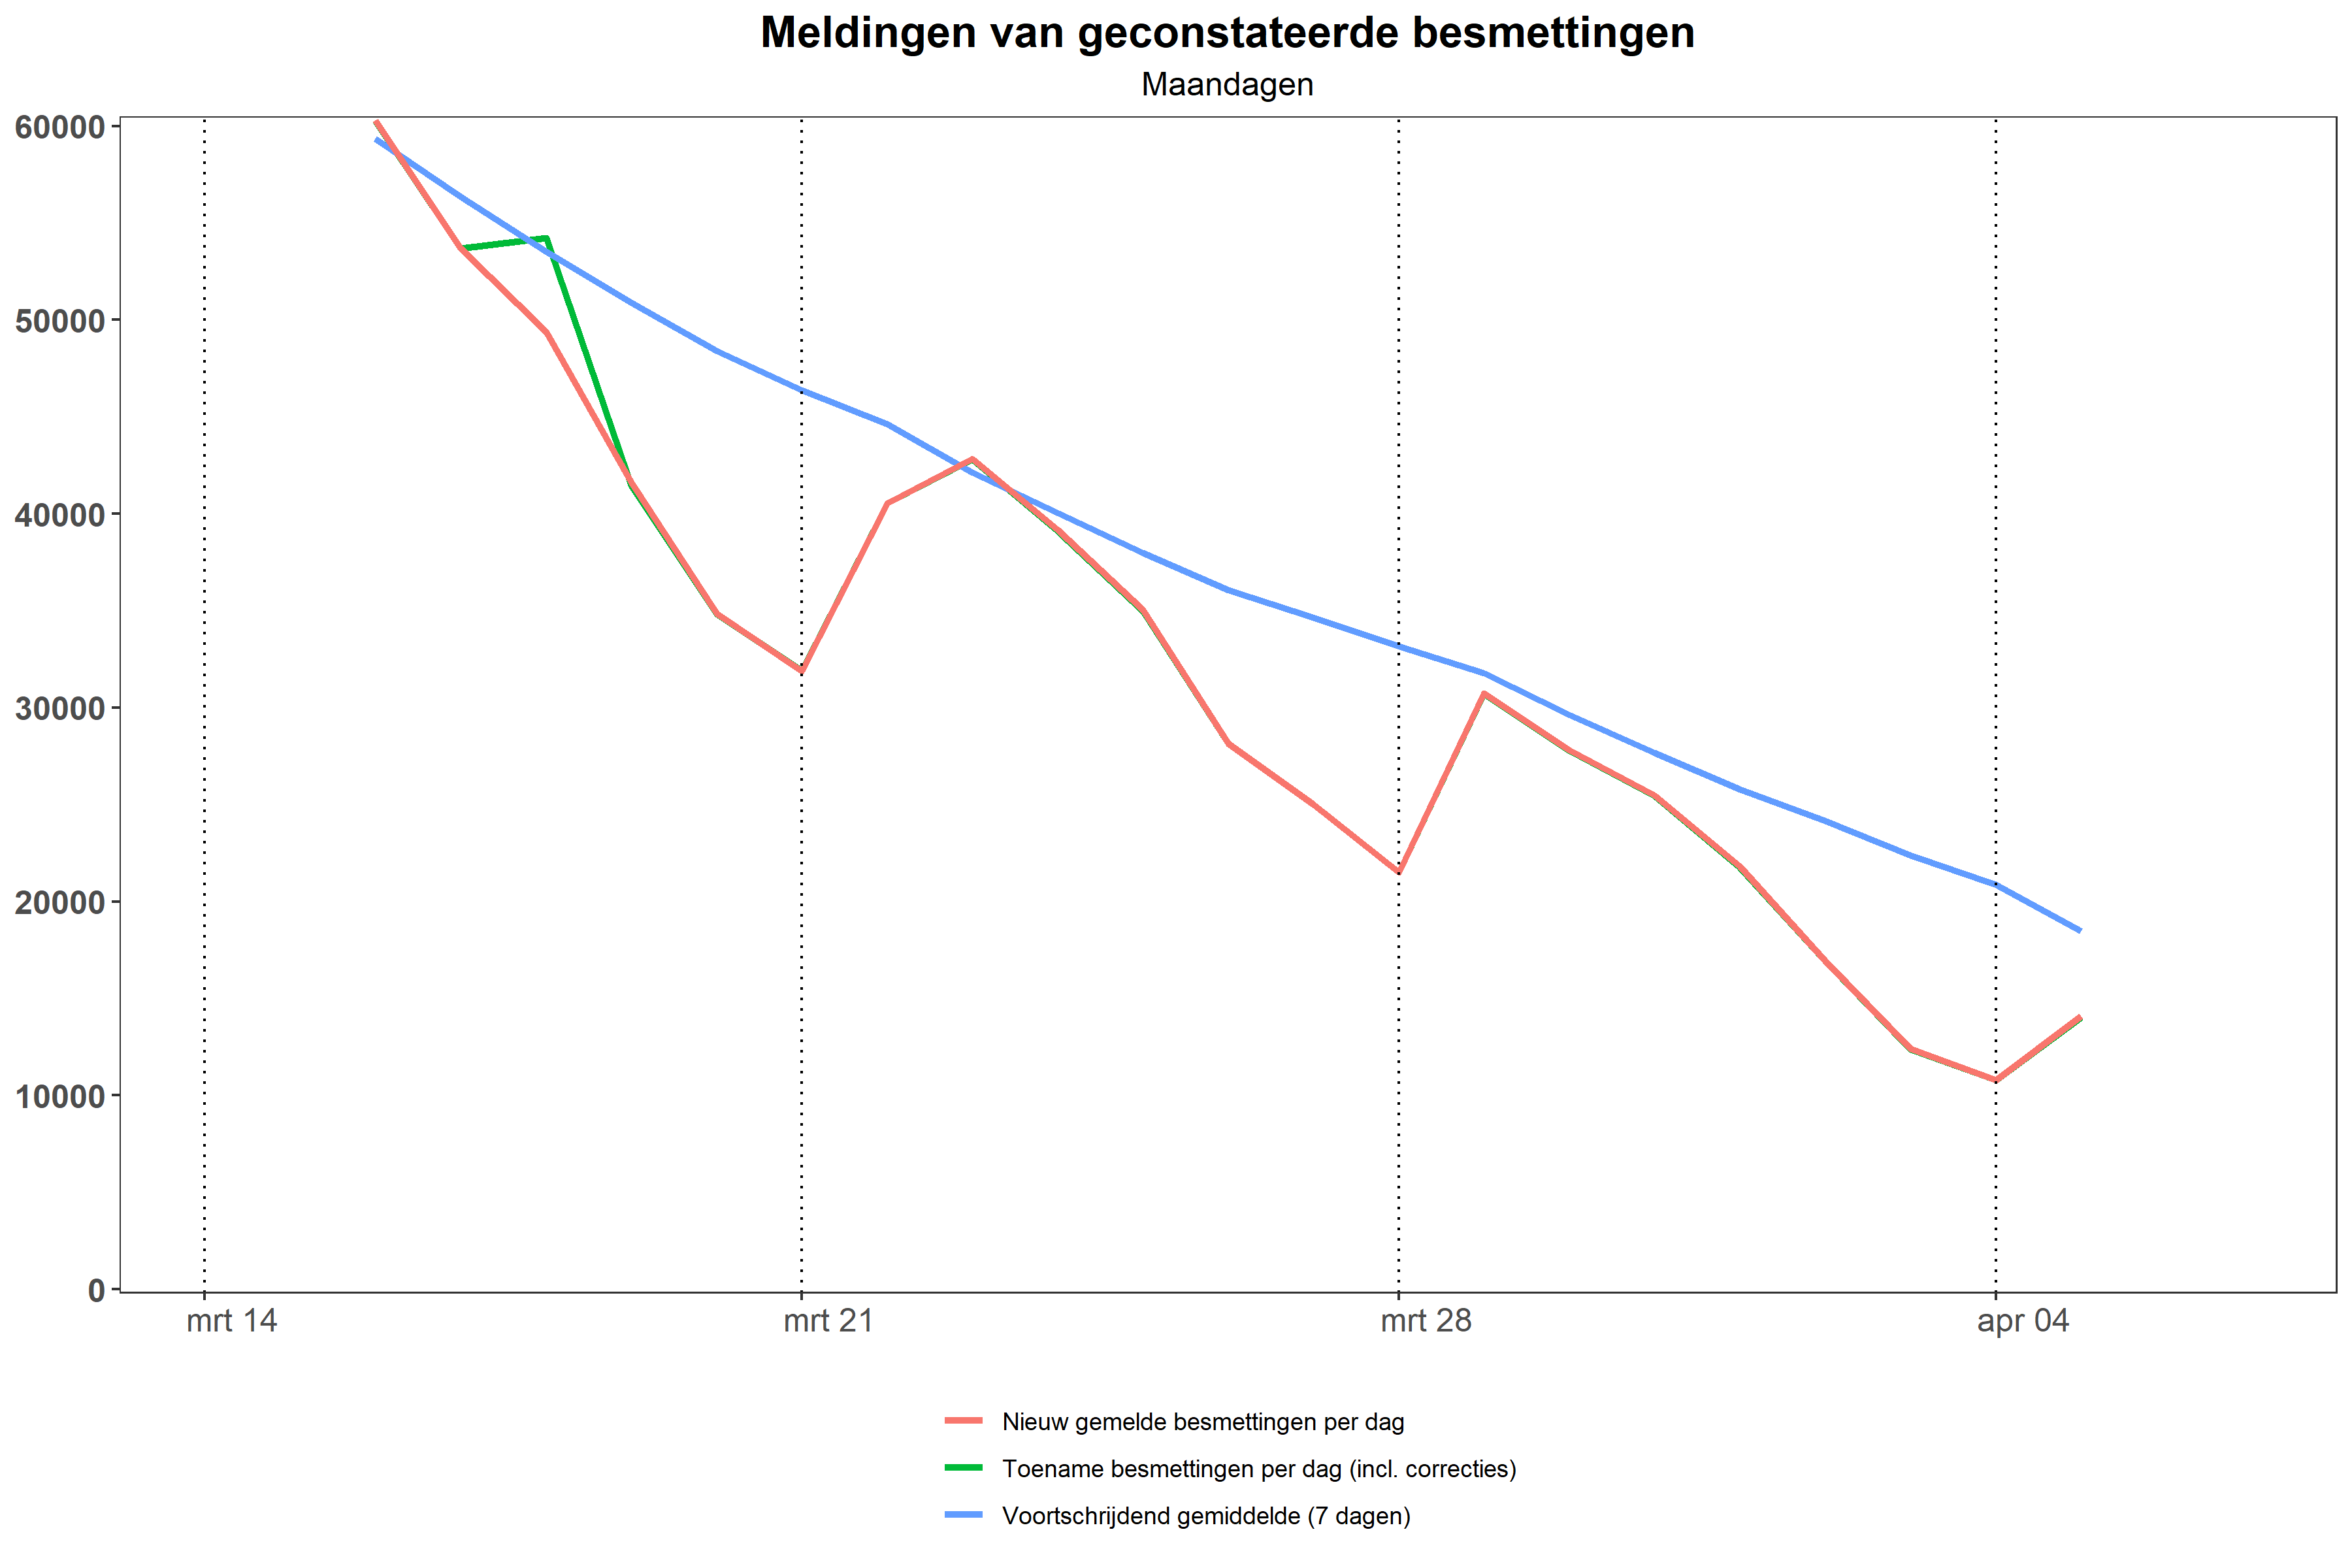 Meldingen van geconstateerde besmettingen
Maandagen
60000
50000
40000
30000
20000
10000
0
mrt 14
mrt 21
mrt 28
apr 04
Nieuw gemelde besmettingen per dag
Toename besmettingen per dag (incl. correcties)
Voortschrijdend gemiddelde (7 dagen)